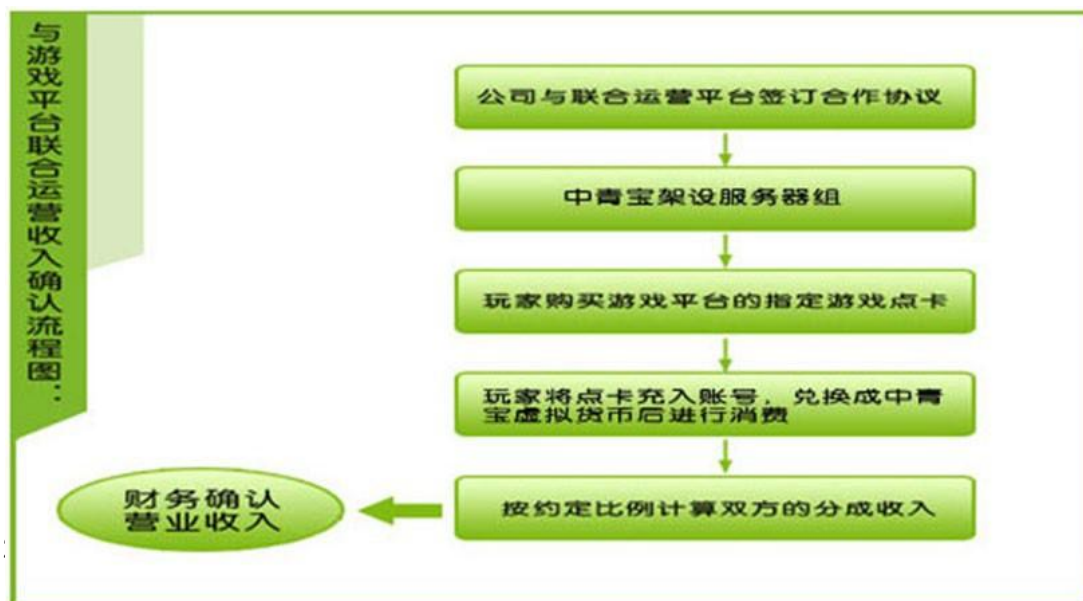 与游戏平台联合运营收入确认流程图：
公司与联合运营平台签订合作协议
中青宝架设服务器组
玩家购买游戏平台的指定游戏点卡
玩家将点卡充入账号，兑换成中青
宝虚拟货币后进行消费
按约定比例计算双方的分成收入
财务确认
营业收入